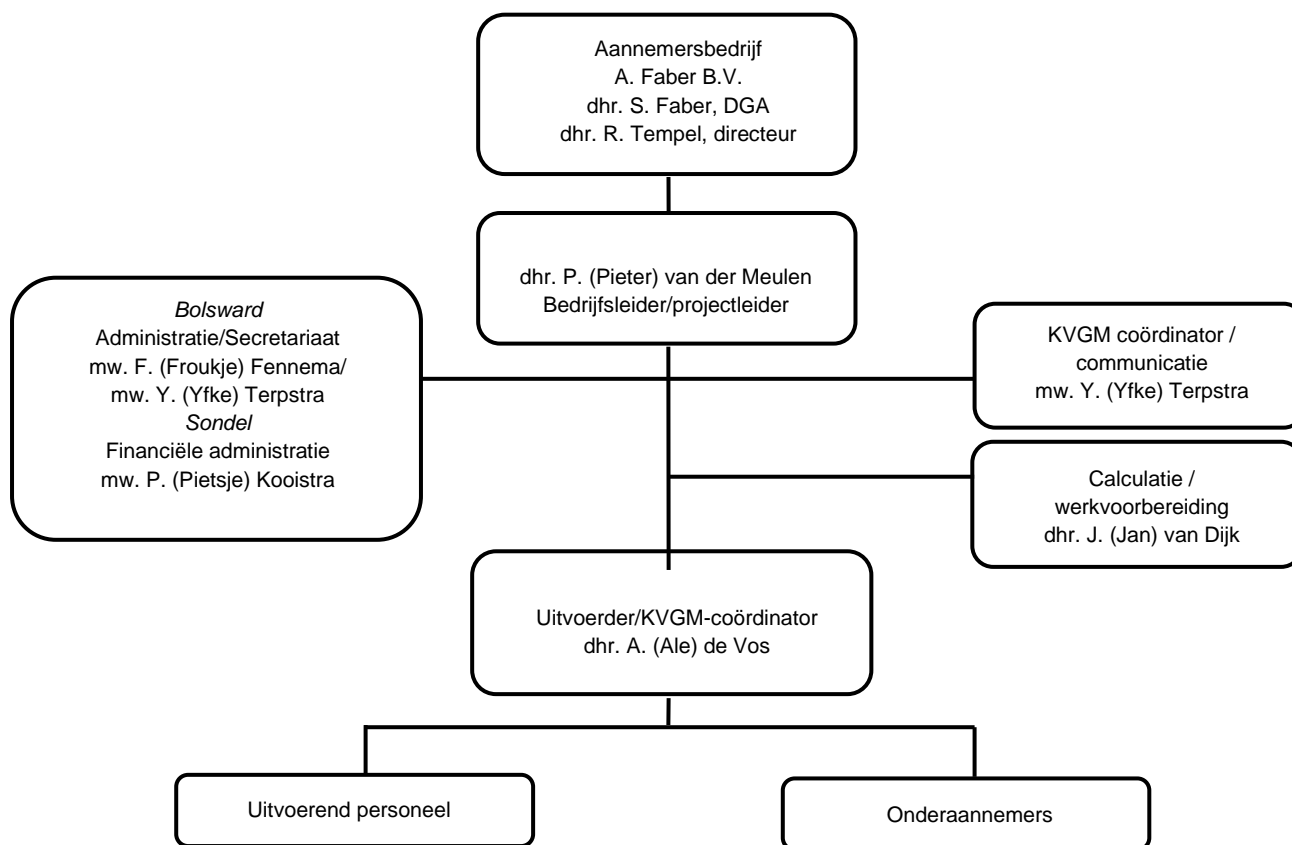 Aannemersbedrijf
A. Faber B.V.
dhr. S. Faber, DGA
dhr. R. Tempel, directeur
dhr. P. (Pieter) van der Meulen
Bedrijfsleider/projectleider
Bolsward
Administratie/Secretariaat
mw. F. (Froukje) Fennema/
mw. Y. (Yfke) Terpstra
Sondel
Financiële administratie
mw. P. (Pietsje) Kooistra
KVGM coördinator /
communicatie
mw. Y. (Yfke) Terpstra
Calculatie /
werkvoorbereiding
dhr. J. (Jan) van Dijk
Uitvoerder/KVGM-coördinator
dhr. A. (Ale) de Vos
Uitvoerend personeel
Onderaannemers